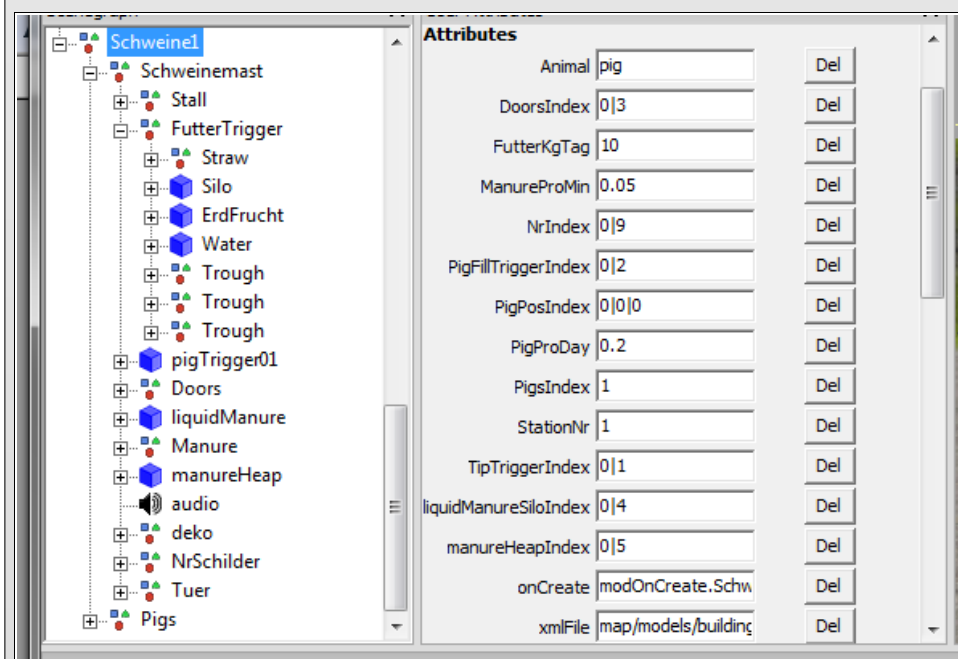 Schweine1
Schweinemast
Stall
FutterTrigger
Straw
Silo
ErdFrucht
Water
Trough
Trough
Trough
pigTrigger01
Doors
liquidManure
Manure
manureHeap
audio
deko
NrSchilder
Tuer
Pigs
Attributes
Animal pig Del
DoorsIndex 0|3 Del
FutterKgTag 10 Del
ManureProMin 0.05 Del
NrIndex 0|9 Del
PigFillTriggerIndex 0|2 Del
PigPosIndex 0|0|0 Del
PigProDay 0.2 Del
PigsIndex 1 Del
StationNr 1 Del
TipTriggerIndex 0|1 Del
liquidManureSiloIndex 0|4 Del
manureHeapIndex 0|5 Del
onCreate modOnCreate.Schw Del
xmlFile map/models/building Del